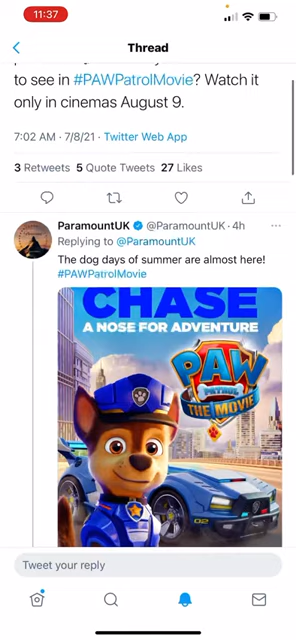 11:37
Thread
to see in #PAWPatrolMovie? Watch it
only in cinemas August 9.
7:02 AM · 7/8/21 · Twitter Web App
3 Retweets 5 Quote Tweets 27 Likes
ParamountUK @ParamountUK · 4h
Replying to @ParamountUK
The dog days of summer are almost here!
#PAWPatrolMovie
CHASE
A NOSE FOR ADVENTURE
PAW
PATROL
THE MOVIE
02
Tweet your reply